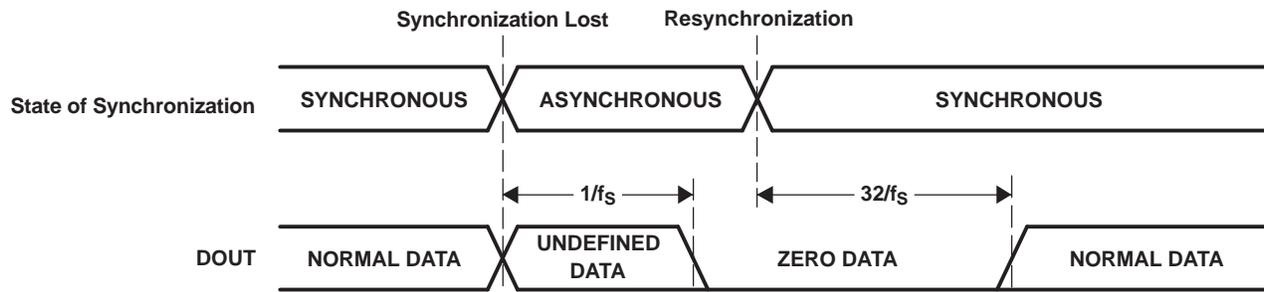 Synchronization Lost
Resynchronization
State of Synchronization
SYNCHRONOUS
ASYNCHRONOUS
SYNCHRONOUS
1/fS
32/fS
DOUT
NORMAL DATA
UNDEFINED
DATA
ZERO DATA
NORMAL DATA